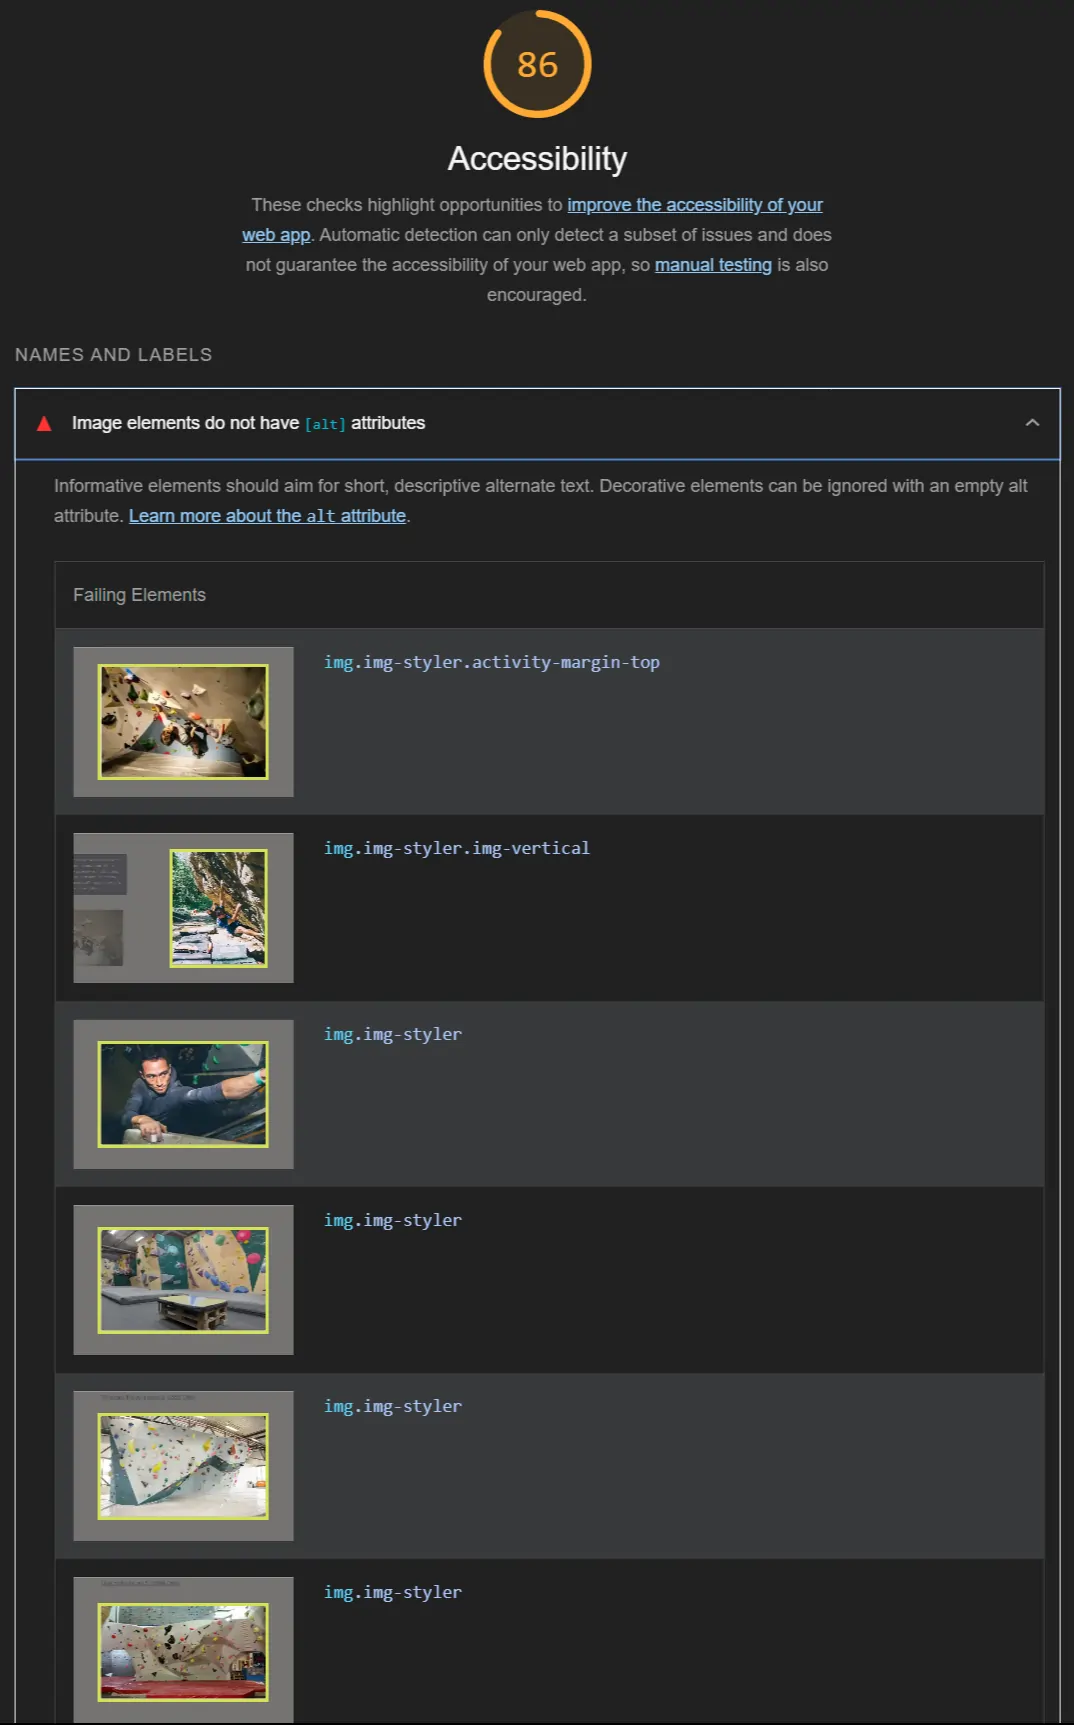 86
Accessibility
These checks highlight opportunities to improve the accessibility of your
web app. Automatic detection can only detect a subset of issues and does
not guarantee the accessibility of your web app, so manual testing is also
encouraged.
NAMES AND LABELS
Image elements do not have [alt] attributes
Informative elements should aim for short, descriptive alternate text. Decorative elements can be ignored with an empty alt
attribute. Learn more about the alt attribute.
Failing Elements
img.img-styler.activity-margin-top
img.img-styler.img-vertical
img.img-styler
img.img-styler
img.img-styler
img.img-styler